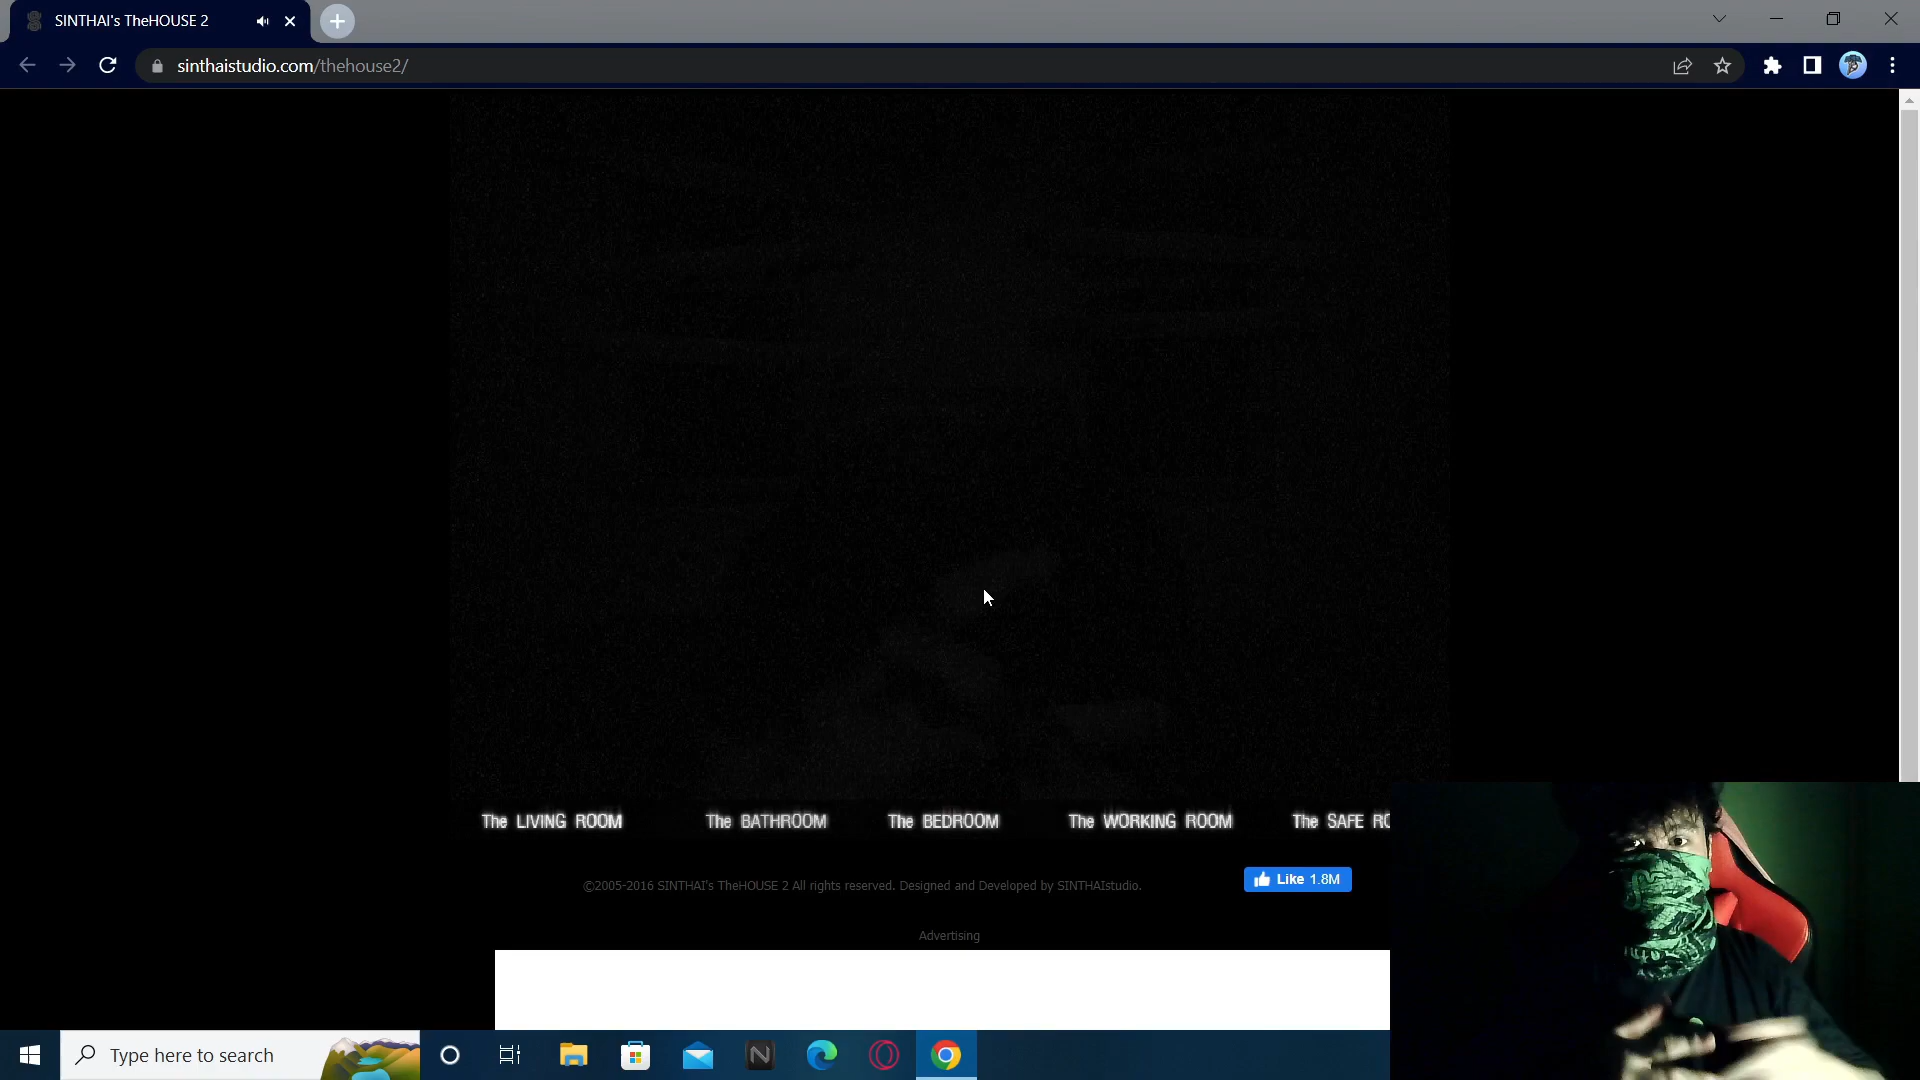 SINTHAI's TheHOUSE 2
sinthaistudio.com/thehouse2/
The LIVING ROOM The BATHROOM The BEDROOM The WORKING ROOM The SAFE RO
©2005-2016 SINTHAI's TheHOUSE 2 All rights reserved. Designed and Developed by SINTHAIstudio.
Like 1.8M
Advertising
Type here to search